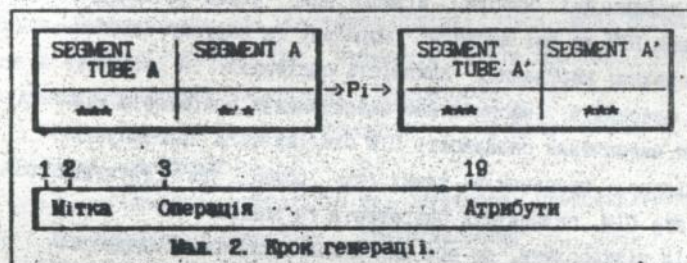 SEGMENT TUBE A SEGMENT A
*** *** 
→Pi→
SEGMENT TUBE A' SEGMENT A'
*** ***
1 2 3 19
Мітка Операція Атрибути
Мал. 2. Крок генерації.